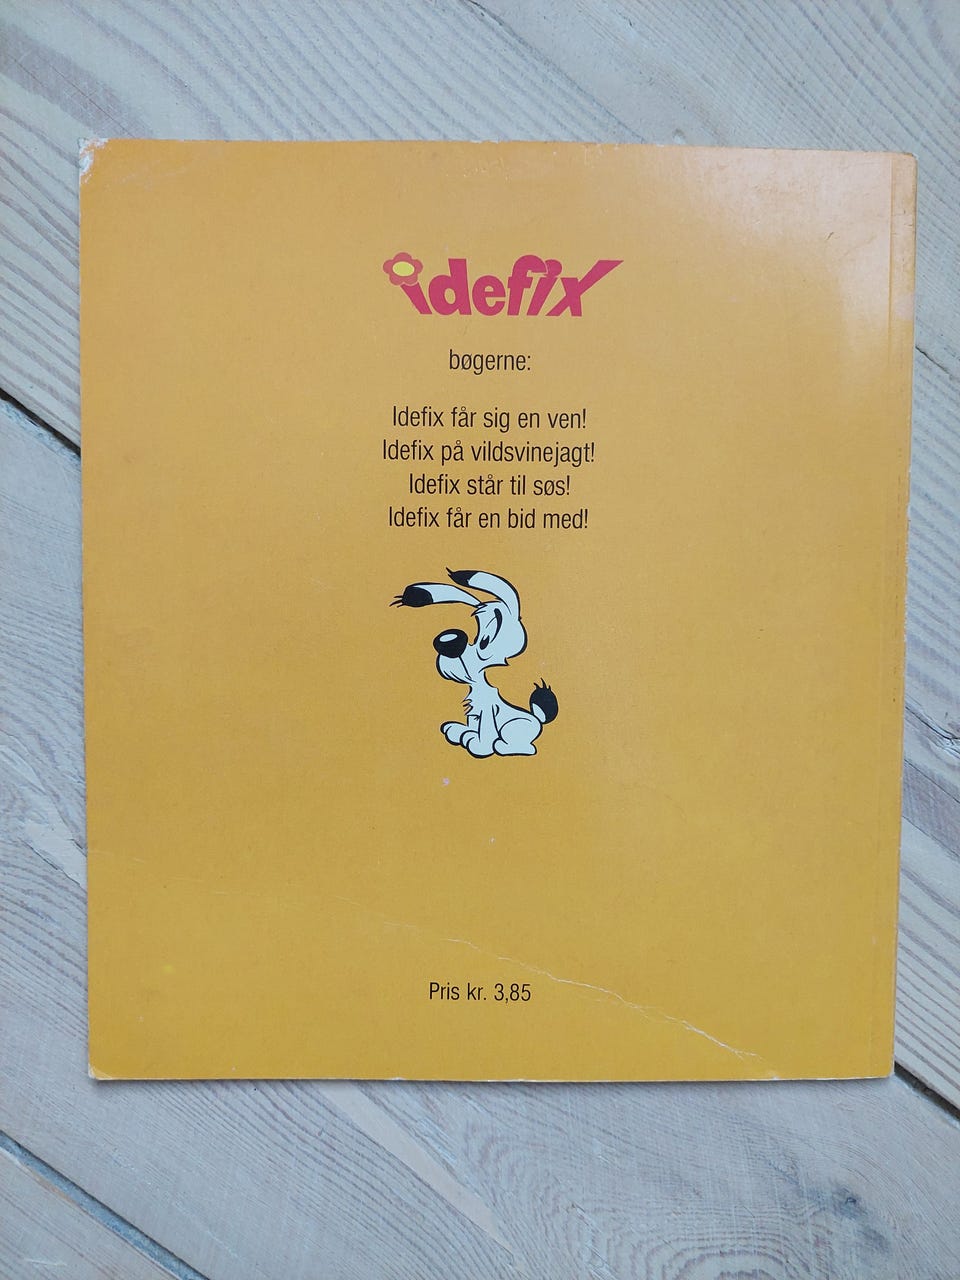 idefix
bøgerne:
Idefix får sig en ven!
Idefix på vildsvinejagt!
Idefix står til søs!
Idefix får en bid med!
Pris kr. 3,85